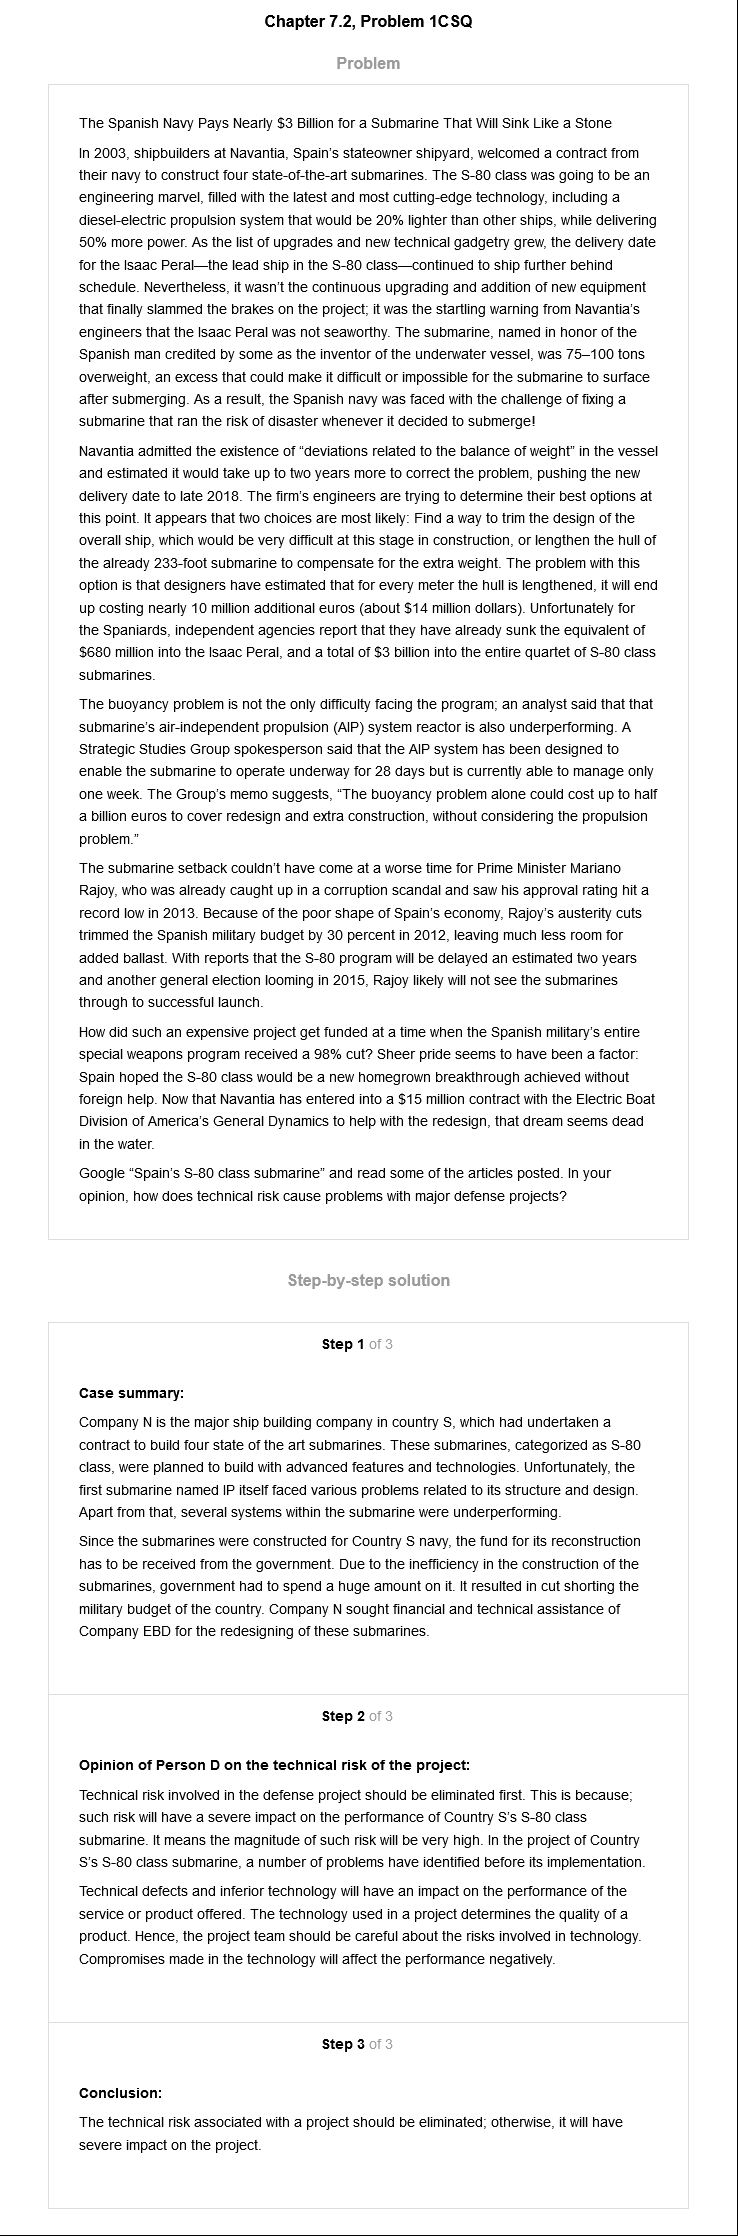 Chapter 7.2, Problem 1CSQ
Problem
The Spanish Navy Pays Nearly $3 Billion for a Submarine That Will Sink Like a Stone
In 2003, shipbuilders at Navantia, Spain's stateowner shipyard, welcomed a contract from
their navy to construct four state-of-the-art submarines. The S-80 class was going to be an
engineering marvel, filled with the latest and most cutting-edge technology, including a
diesel-electric propulsion system that would be 20% lighter than other ships, while delivering
50% more power. As the list of upgrades and new technical gadgetry grew, the delivery date
for the Isaac Peral—the lead ship in the S-80 class—continued to ship further behind
schedule. Nevertheless, it wasn't the continuous upgrading and addition of new equipment
that finally slammed the brakes on the project; it was the startling warning from Navantia's
engineers that the Isaac Peral was not seaworthy. The submarine, named in honor of the
Spanish man credited by some as the inventor of the underwater vessel, was 75–100 tons
overweight, an excess that could make it difficult or impossible for the submarine to surface
after submerging. As a result, the Spanish navy was faced with the challenge of fixing a
submarine that ran the risk of disaster whenever it decided to submerge!
Navantia admitted the existence of “deviations related to the balance of weight” in the vessel
and estimated it would take up to two years more to correct the problem, pushing the new
delivery date to late 2018. The firm's engineers are trying to determine their best options at
this point. It appears that two choices are most likely: Find a way to trim the design of the
overall ship, which would be very difficult at this stage in construction, or lengthen the hull of
the already 233-foot submarine to compensate for the extra weight. The problem with this
option is that designers have estimated that for every meter the hull is lengthened, it will end
up costing nearly 10 million additional euros (about $14 million dollars). Unfortunately for
the Spaniards, independent agencies report that they have already sunk the equivalent of
$680 million into the Isaac Peral, and a total of $3 billion into the entire quartet of S-80 class
submarines.
The buoyancy problem is not the only difficulty facing the program; an analyst said that that
submarine's air-independent propulsion (AIP) system reactor is also underperforming. A
Strategic Studies Group spokesperson said that the AIP system has been designed to
enable the submarine to operate underway for 28 days but is currently able to manage only
one week. The Group's memo suggests, “The buoyancy problem alone could cost up to half
a billion euros to cover redesign and extra construction, without considering the propulsion
problem.”
The submarine setback couldn't have come at a worse time for Prime Minister Mariano
Rajoy, who was already caught up in a corruption scandal and saw his approval rating hit a
record low in 2013. Because of the poor shape of Spain's economy, Rajoy's austerity cuts
trimmed the Spanish military budget by 30 percent in 2012, leaving much less room for
added ballast. With reports that the S-80 program will be delayed an estimated two years
and another general election looming in 2015, Rajoy likely will not see the submarines
through to successful launch.
How did such an expensive project get funded at a time when the Spanish military's entire
special weapons program received a 98% cut? Sheer pride seems to have been a factor:
Spain hoped the S-80 class would be a new homegrown breakthrough achieved without
foreign help. Now that Navantia has entered into a $15 million contract with the Electric Boat
Division of America's General Dynamics to help with the redesign, that dream seems dead
in the water.
Google “Spain's S-80 class submarine” and read some of the articles posted. In your
opinion, how does technical risk cause problems with major defense projects?
Step-by-step solution
Step 1 of 3
Case summary:
Company N is the major ship building company in country S, which had undertaken a
contract to build four state of the art submarines. These submarines, categorized as S-80
class, were planned to build with advanced features and technologies. Unfortunately, the
first submarine named IP itself faced various problems related to its structure and design.
Apart from that, several systems within the submarine were underperforming.
Since the submarines were constructed for Country S navy, the fund for its reconstruction
has to be received from the government. Due to the inefficiency in the construction of the
submarines, government had to spend a huge amount on it. It resulted in cut shorting the
military budget of the country. Company N sought financial and technical assistance of
Company EBD for the redesigning of these submarines.
Step 2 of 3
Opinion of Person D on the technical risk of the project:
Technical risk involved in the defense project should be eliminated first. This is because;
such risk will have a severe impact on the performance of Country S's S-80 class
submarine. It means the magnitude of such risk will be very high. In the project of Country
S's S-80 class submarine, a number of problems have identified before its implementation.
Technical defects and inferior technology will have an impact on the performance of the
service or product offered. The technology used in a project determines the quality of a
product. Hence, the project team should be careful about the risks involved in technology.
Compromises made in the technology will affect the performance negatively.
Step 3 of 3
Conclusion:
The technical risk associated with a project should be eliminated; otherwise, it will have
severe impact on the project.